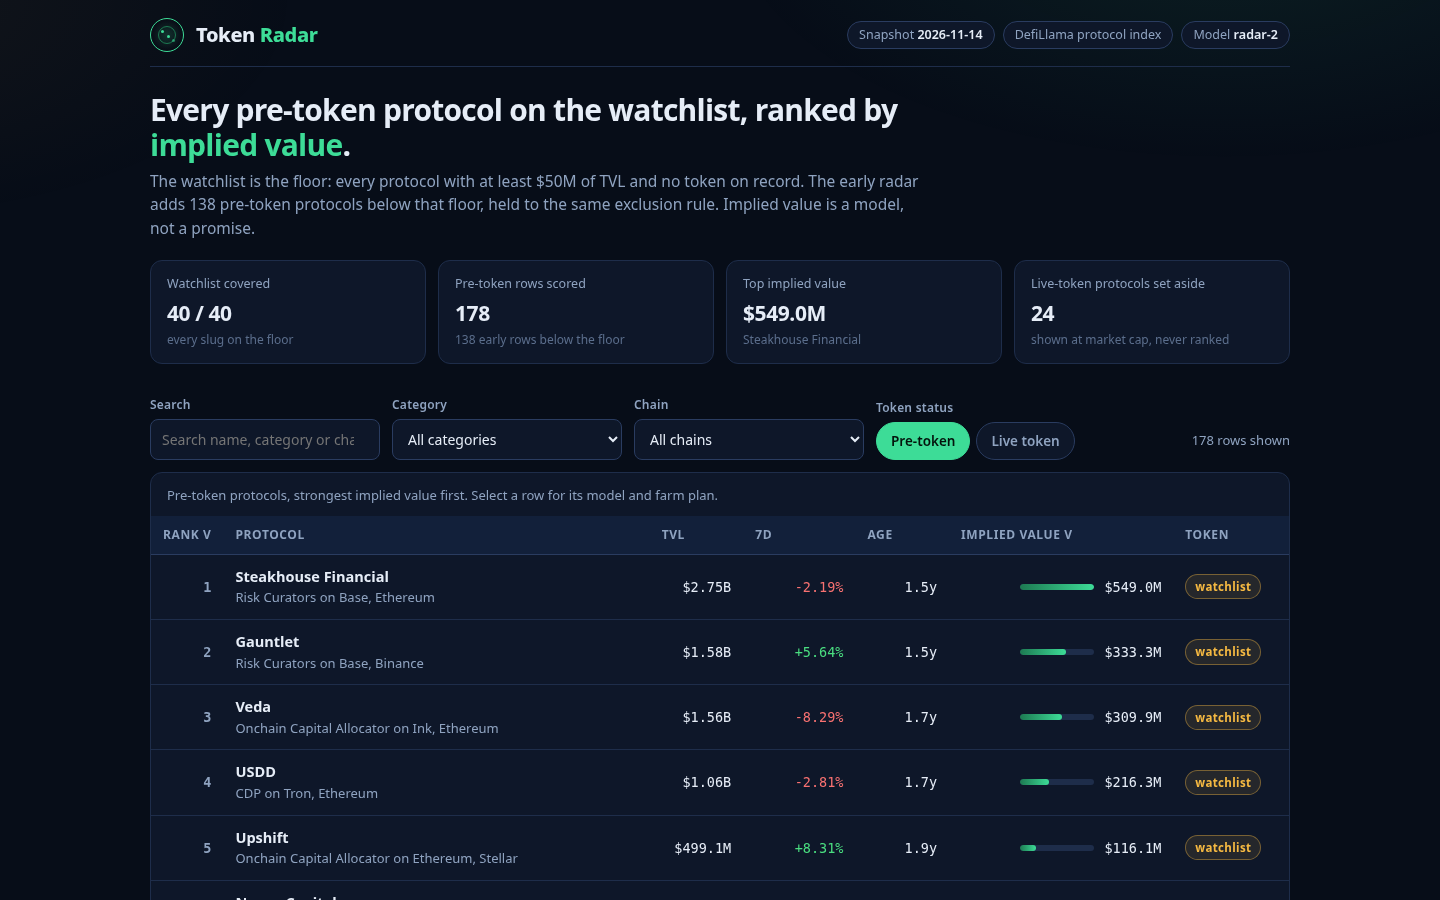 Token Radar
Snapshot 2026-11-14
DefiLlama protocol index
Model radar-2
Every pre-token protocol on the watchlist, ranked by
implied value.
The watchlist is the floor: every protocol with at least $50M of TVL and no token on record. The early radar
adds 138 pre-token protocols below that floor, held to the same exclusion rule. Implied value is a model,
not a promise.
Watchlist covered
40 / 40
every slug on the floor
Pre-token rows scored
178
138 early rows below the floor
Top implied value
$549.0M
Steakhouse Financial
Live-token protocols set aside
24
shown at market cap, never ranked
Search
Search name, category or cha
Category
All categories
Chain
All chains
Token status
Pre-token
Live token
178 rows shown
Pre-token protocols, strongest implied value first. Select a row for its model and farm plan.
RANK V PROTOCOL TVL 7D AGE IMPLIED VALUE V TOKEN
1 Steakhouse Financial $2.75B -2.19% 1.5y $549.0M watchlist
Risk Curators on Base, Ethereum
2 Gauntlet $1.58B +5.64% 1.5y $333.3M watchlist
Risk Curators on Base, Binance
3 Veda $1.56B -8.29% 1.7y $309.9M watchlist
Onchain Capital Allocator on Ink, Ethereum
4 USDD $1.06B -2.81% 1.7y $216.3M watchlist
CDP on Tron, Ethereum
5 Upshift $499.1M +8.31% 1.9y $116.1M watchlist
Onchain Capital Allocator on Ethereum, Stellar